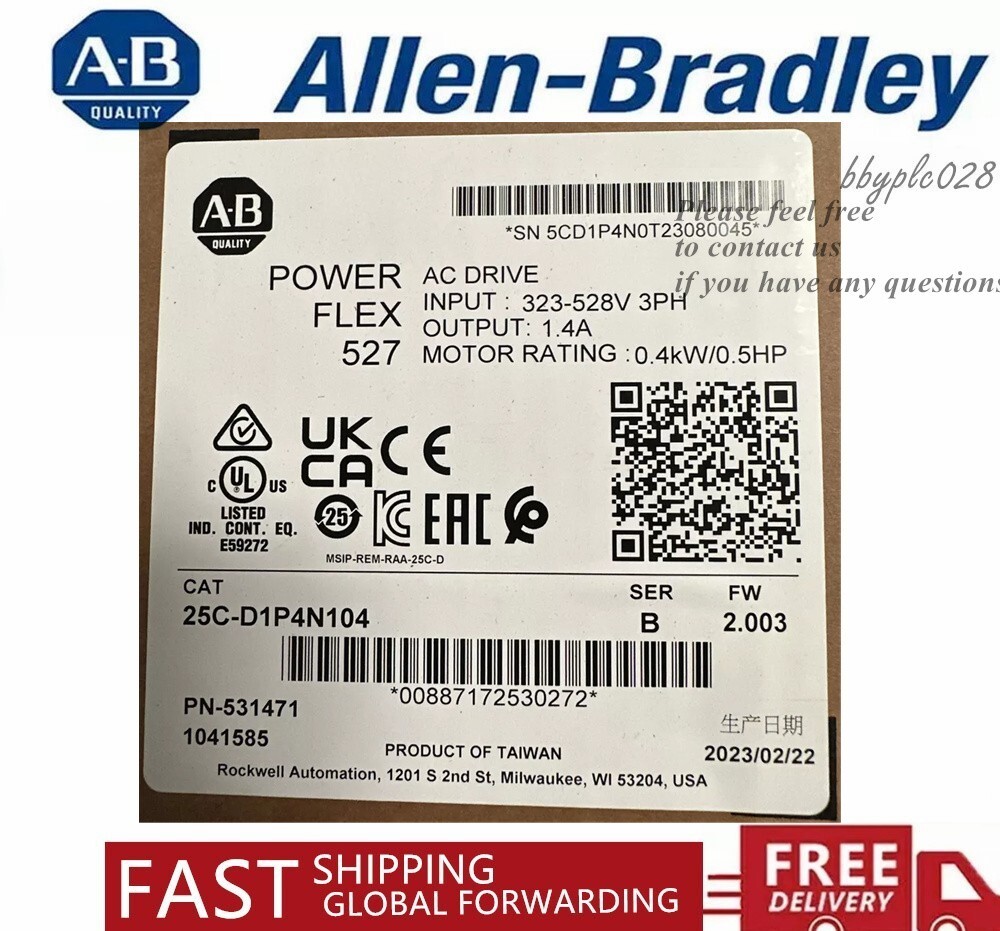 A-B
QUALITY
Allen-Bradley
bbyplc028
Please feel free
to contact us
if you have any questions
A-B
QUALITY
*SN 5CD1P4N0T23080045*
POWER
FLEX
527
AC DRIVE
INPUT : 323-528V 3PH
OUTPUT: 1.4A
MOTOR RATING : 0.4kW/0.5HP
UK
CA
CE
C UL US
LISTED
IND. CONT. EQ.
E59272
25
KC
EAC
MSIP-REM-RAA-25C-D
CAT
25C-D1P4N104
SER
B
FW
2.003
*00887172530272*
PN-531471
1041585
生产日期
2023/02/22
PRODUCT OF TAIWAN
Rockwell Automation, 1201 S 2nd St, Milwaukee, WI 53204, USA
FAST SHIPPING
GLOBAL FORWARDING
FREE
DELIVERY